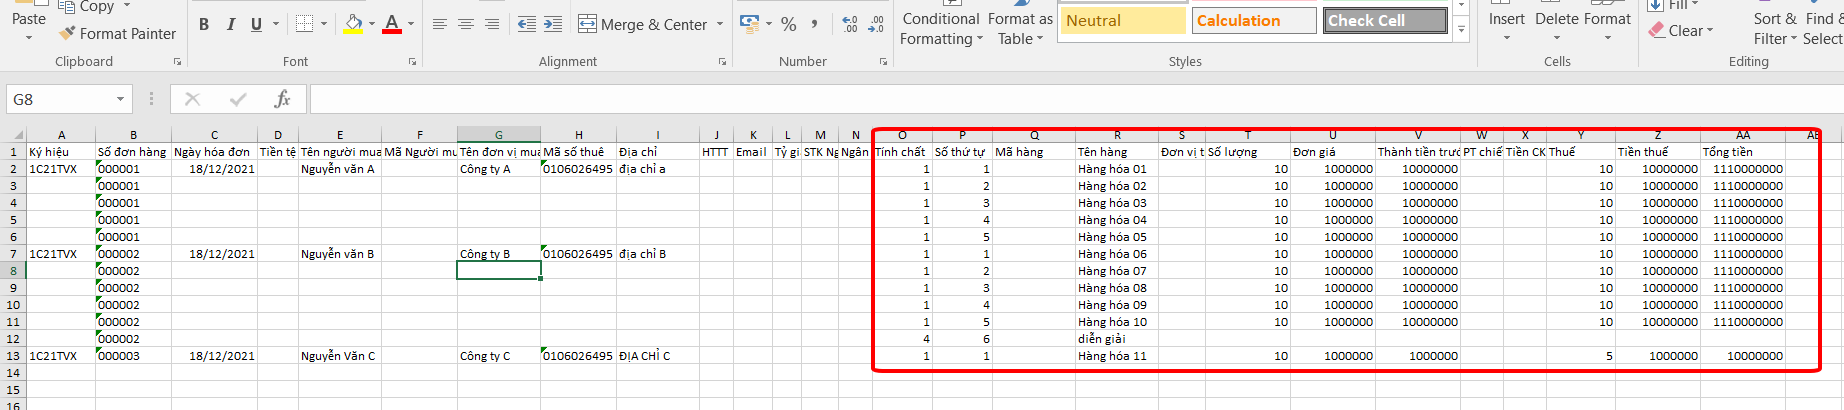 Paste
Copy
Format Painter
Clipboard
B I U
A
Font
Merge & Center
Alignment
%
Number
Conditional Formatting
Format as Table
Neutral
Calculation
Check Cell
Styles
Insert
Delete
Format
Cells
Fill
Clear
Sort & Filter
Find & Select
Editing
G8
fx
A B C D E F G H I J K L M N O P Q R S T U V W X Y Z AA AB
1 Ký hiệu Số đơn hàng Ngày hóa đơn Tiền tệ Tên người mua Mã Người mu Tên đơn vị mua Mã số thuê Địa chỉ HTTT Email Tỷ gi STK Ng Ngân Tính chất Số thứ tự Mã hàng Tên hàng Đơn vị t Số lượng Đơn giá Thành tiền trướ PT chiế Tiền CK Thuế Tiền thuế Tổng tiền
2 1C21TVX 000001 18/12/2021 Nguyễn văn A Công ty A 0106026495 địa chỉ a 1 1 Hàng hóa 01 10 1000000 10000000 10 10000000 1110000000
3 000001 1 2 Hàng hóa 02 10 1000000 10000000 10 10000000 1110000000
4 000001 1 3 Hàng hóa 03 10 1000000 10000000 10 10000000 1110000000
5 000001 1 4 Hàng hóa 04 10 1000000 10000000 10 10000000 1110000000
6 000001 1 5 Hàng hóa 05 10 1000000 10000000 10 10000000 1110000000
7 1C21TVX 000002 18/12/2021 Nguyễn văn B Công ty B 0106026495 địa chỉ B 1 1 Hàng hóa 06 10 1000000 10000000 10 10000000 1110000000
8 000002 1 2 Hàng hóa 07 10 1000000 10000000 10 10000000 1110000000
9 000002 1 3 Hàng hóa 08 10 1000000 10000000 10 10000000 1110000000
10 000002 1 4 Hàng hóa 09 10 1000000 10000000 10 10000000 1110000000
11 000002 1 5 Hàng hóa 10 10 1000000 10000000 10 10000000 1110000000
12 000002 4 6 diễn giải
13 1C21TVX 000003 18/12/2021 Nguyễn Văn C Công ty C 0106026495 ĐỊA CHỈ C 1 1 Hàng hóa 11 10 1000000 1000000 5 1000000 10000000
14
15
16